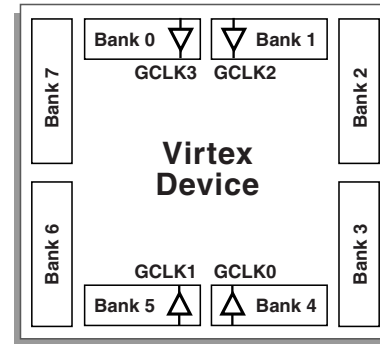 Bank 0
Bank 1
GCLK3
GCLK2
Bank 7
Bank 2
Virtex
Device
Bank 6
Bank 3
GCLK1
GCLK0
Bank 5
Bank 4